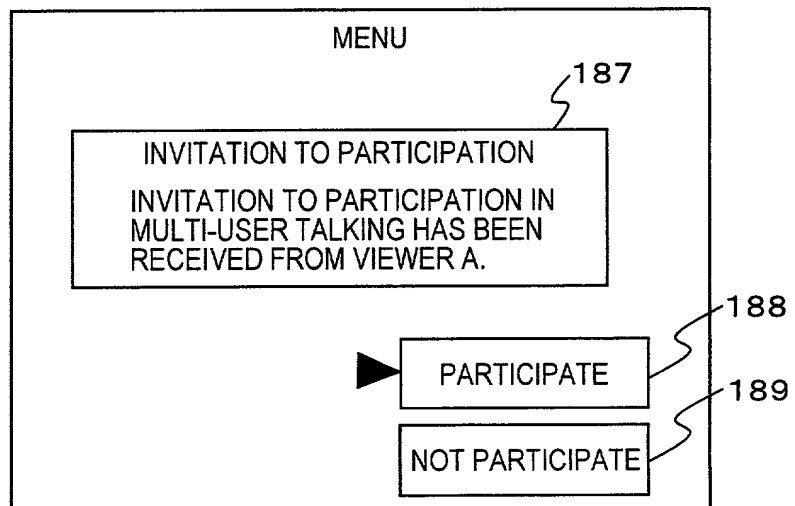 MENU
187
INVITATION TO PARTICIPATION
INVITATION TO PARTICIPATION IN
MULTI-USER TALKING HAS BEEN
RECEIVED FROM VIEWER A.
188
PARTICIPATE
189
NOT PARTICIPATE